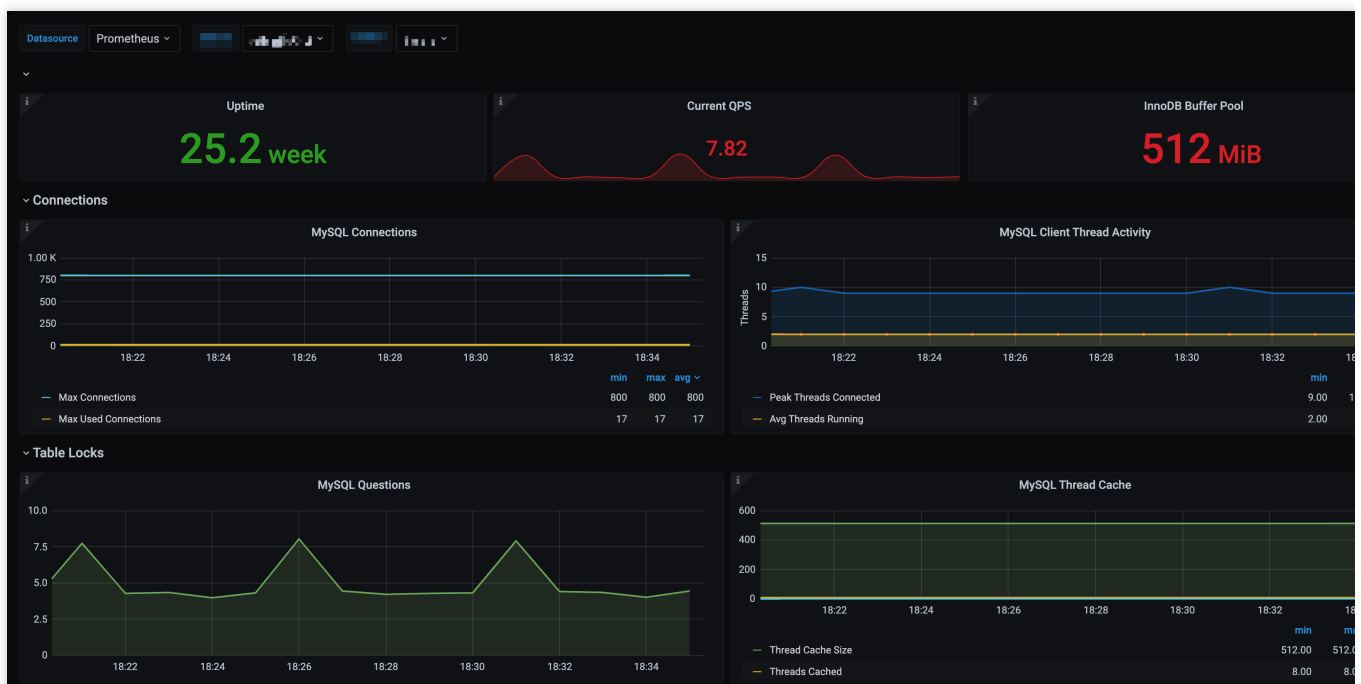 Datasource Prometheus
Uptime
25.2 week
Current QPS
7.82
InnoDB Buffer Pool
512 MiB
Connections
MySQL Connections
1.00 K
750
500
250
0
18:22 18:24 18:26 18:28 18:30 18:32 18:34
min max avg
Max Connections 800 800 800
Max Used Connections 17 17 17
MySQL Client Thread Activity
Threads
15
10
5
0
18:22 18:24 18:26 18:28 18:30 18:32
min
Peak Threads Connected 9.00
Avg Threads Running 2.00
Table Locks
MySQL Questions
10.0
7.5
5.0
2.5
0
18:22 18:24 18:26 18:28 18:30 18:32 18:34
MySQL Thread Cache
600
400
200
0
18:22 18:24 18:26 18:28 18:30 18:32
min
Thread Cache Size 512.00
Threads Cached 8.00